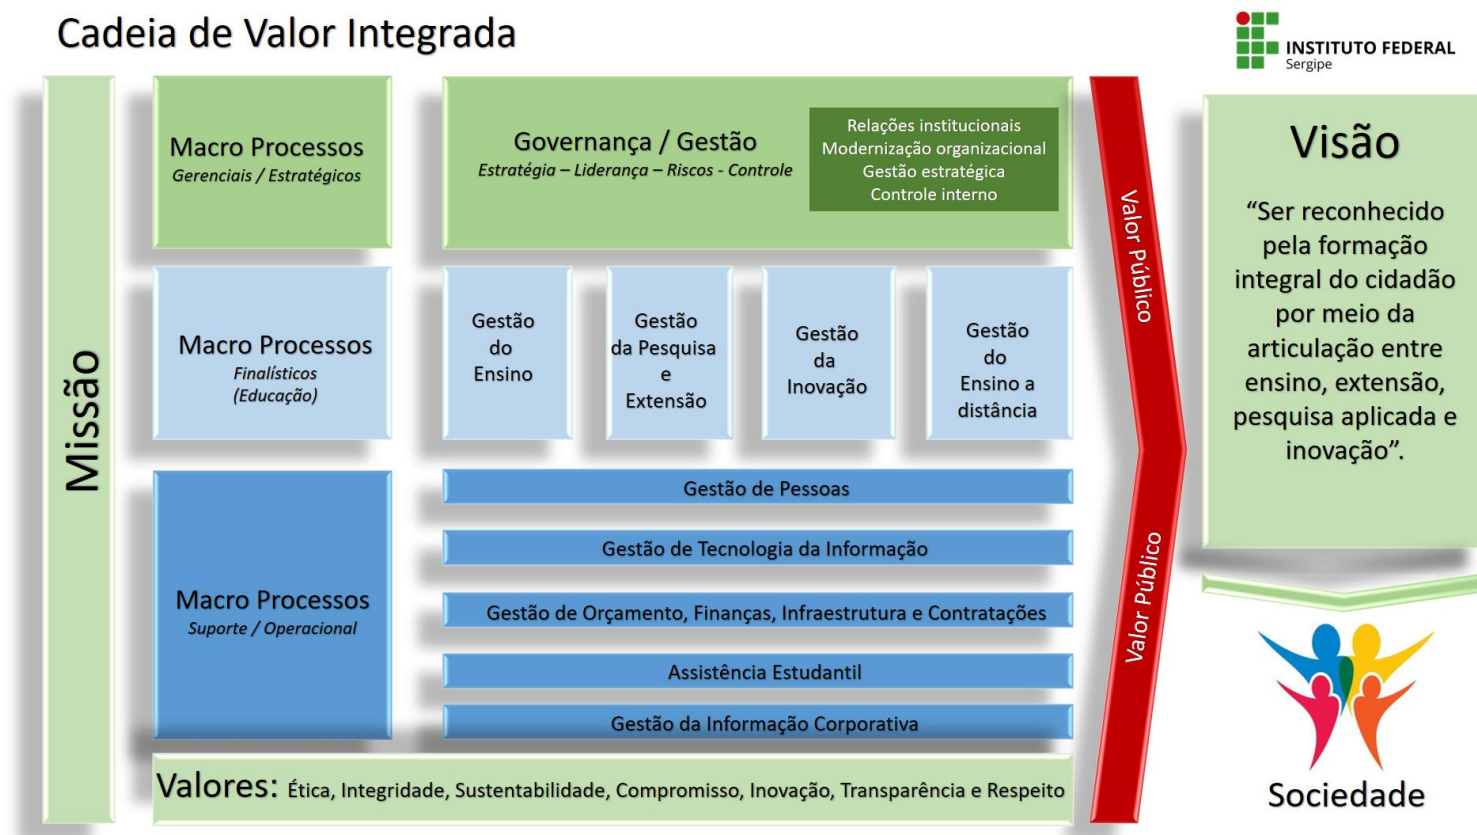 Cadeia de Valor Integrada
INSTITUTO FEDERAL
Sergipe
Missão
Macro Processos
Gerenciais / Estratégicos
Governança / Gestão
Estratégia – Liderança – Riscos - Controle
Relações institucionais
Modernização organizacional
Gestão estratégica
Controle interno
Macro Processos
Finalísticos
(Educação)
Gestão
do
Ensino
Gestão
da Pesquisa
e
Extensão
Gestão
da
Inovação
Gestão
do
Ensino a
distância
Macro Processos
Suporte / Operacional
Gestão de Pessoas
Gestão de Tecnologia da Informação
Gestão de Orçamento, Finanças, Infraestrutura e Contratações
Assistência Estudantil
Gestão da Informação Corporativa
Valores: Ética, Integridade, Sustentabilidade, Compromisso, Inovação, Transparência e Respeito
Valor Público
Valor Público
Visão
“Ser reconhecido
pela formação
integral do cidadão
por meio da
articulação entre
ensino, extensão,
pesquisa aplicada e
inovação”.
Sociedade